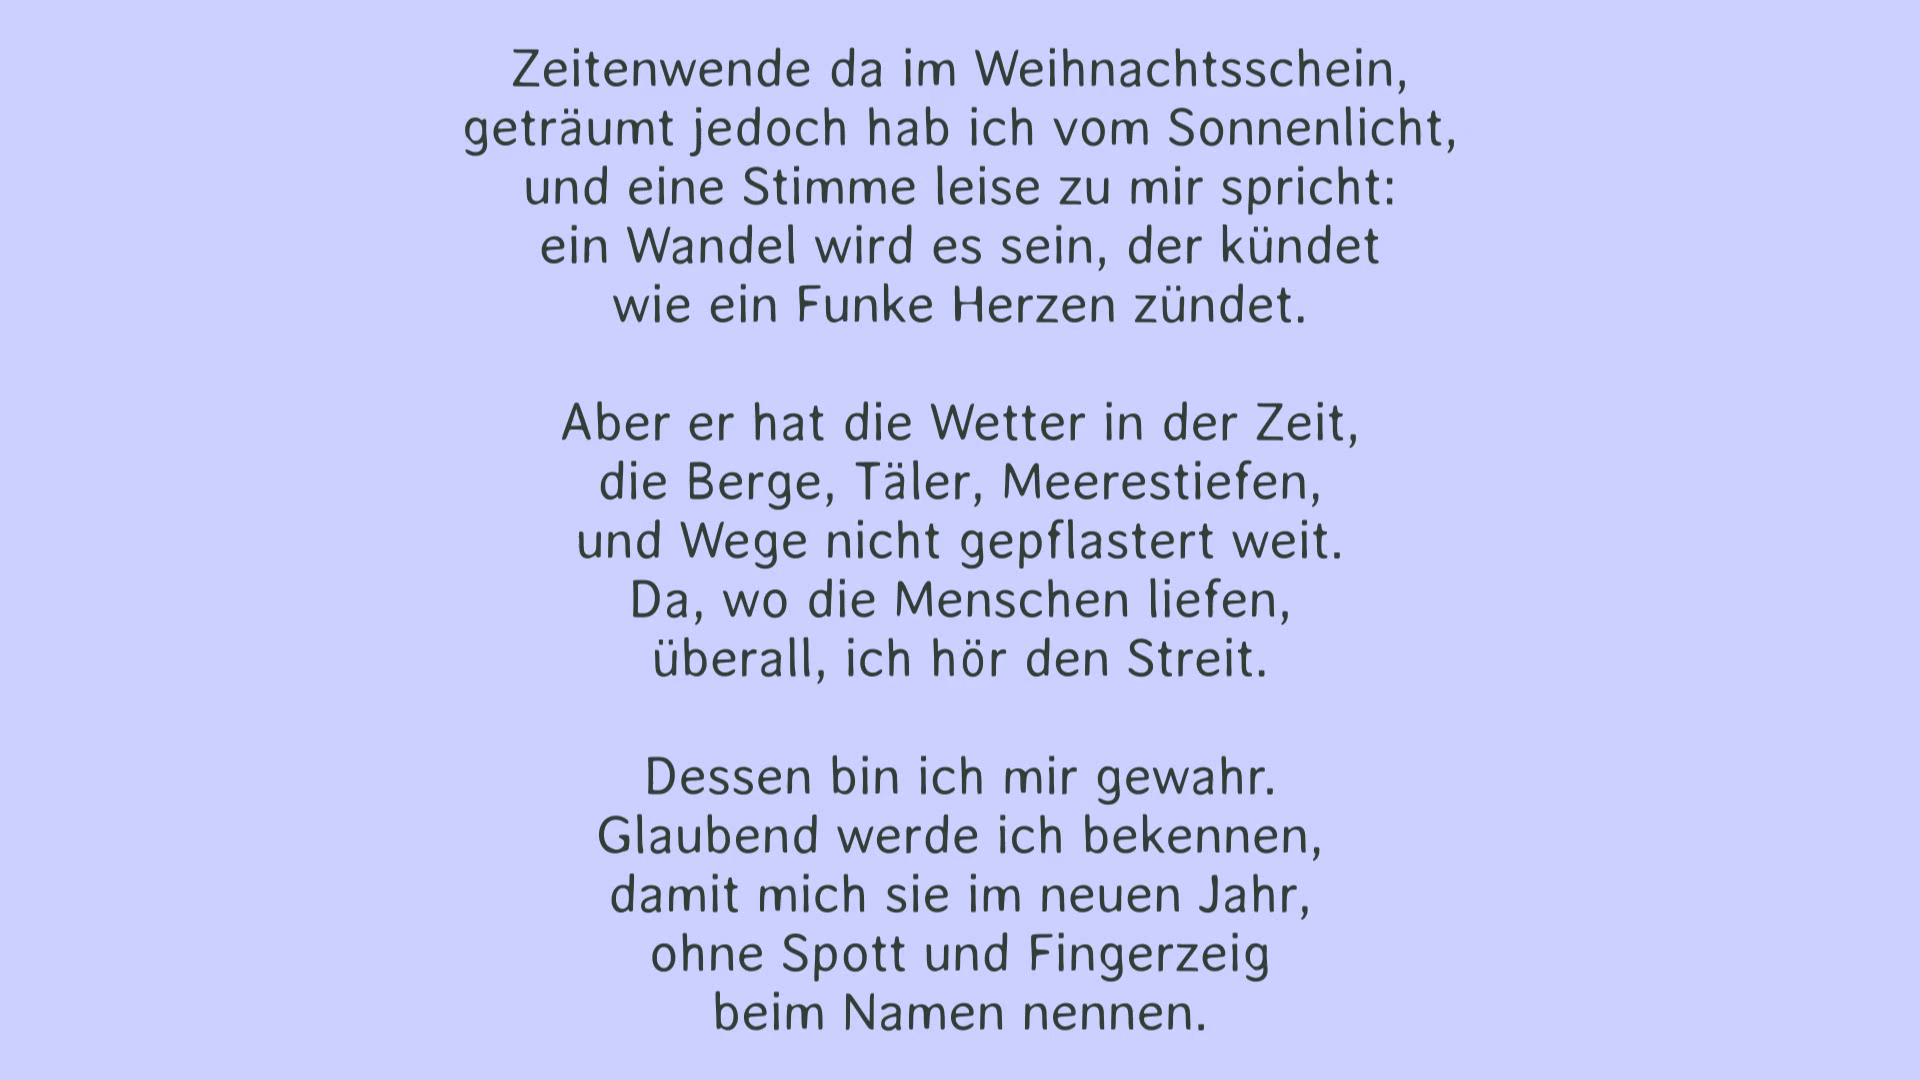 Zeitenwende da im Weihnachtsschein,
geträumt jedoch hab ich vom Sonnenlicht,
und eine Stimme leise zu mir spricht:
ein Wandel wird es sein, der kündet
wie ein Funke Herzen zündet.
Aber er hat die Wetter in der Zeit,
die Berge, Täler, Meerestiefen,
und Wege nicht gepflastert weit.
Da, wo die Menschen liefen,
überall, ich hör den Streit.
Dessen bin ich mir gewahr.
Glaubend werde ich bekennen,
damit mich sie im neuen Jahr,
ohne Spott und Fingerzeig
beim Namen nennen.